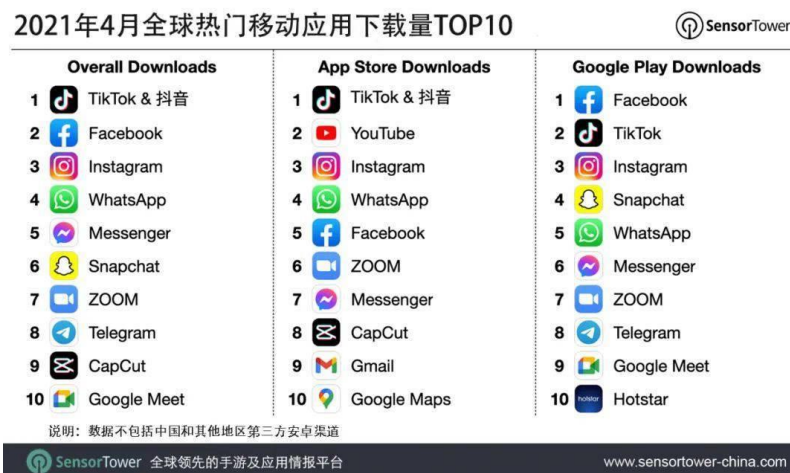 2021年4月全球热门移动应用下载量TOP10
SensorTower
Overall Downloads
1 TikTok & 抖音
2 Facebook
3 Instagram
4 WhatsApp
5 Messenger
6 Snapchat
7 ZOOM
8 Telegram
9 CapCut
10 Google Meet
App Store Downloads
1 TikTok & 抖音
2 YouTube
3 Instagram
4 WhatsApp
5 Facebook
6 ZOOM
7 Messenger
8 CapCut
9 Gmail
10 Google Maps
Google Play Downloads
1 Facebook
2 TikTok
3 Instagram
4 Snapchat
5 WhatsApp
6 Messenger
7 ZOOM
8 Telegram
9 Google Meet
10 hotstar Hotstar
说明：数据不包括中国和其他地区第三方安卓渠道
SensorTower 全球领先的手游及应用情报平台
www.sensortower-china.com